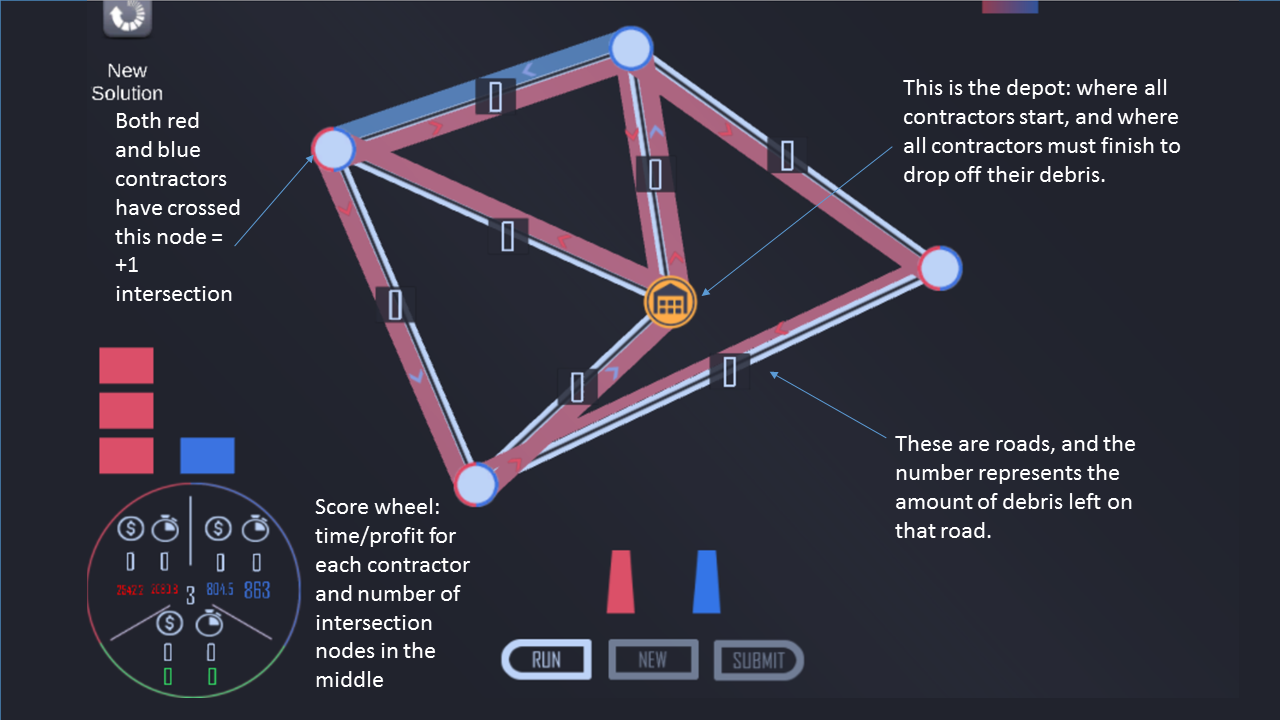 New
Solution
Both red
and blue
contractors
have crossed
this node =
+1
intersection
This is the depot: where all
contractors start, and where
all contractors must finish to
drop off their debris.
These are roads, and the
number represents the
amount of debris left on
that road.
Score wheel:
time/profit for
each contractor
and number of
intersection
nodes in the
middle
3 804.5 863
RUN NEW SUBMIT